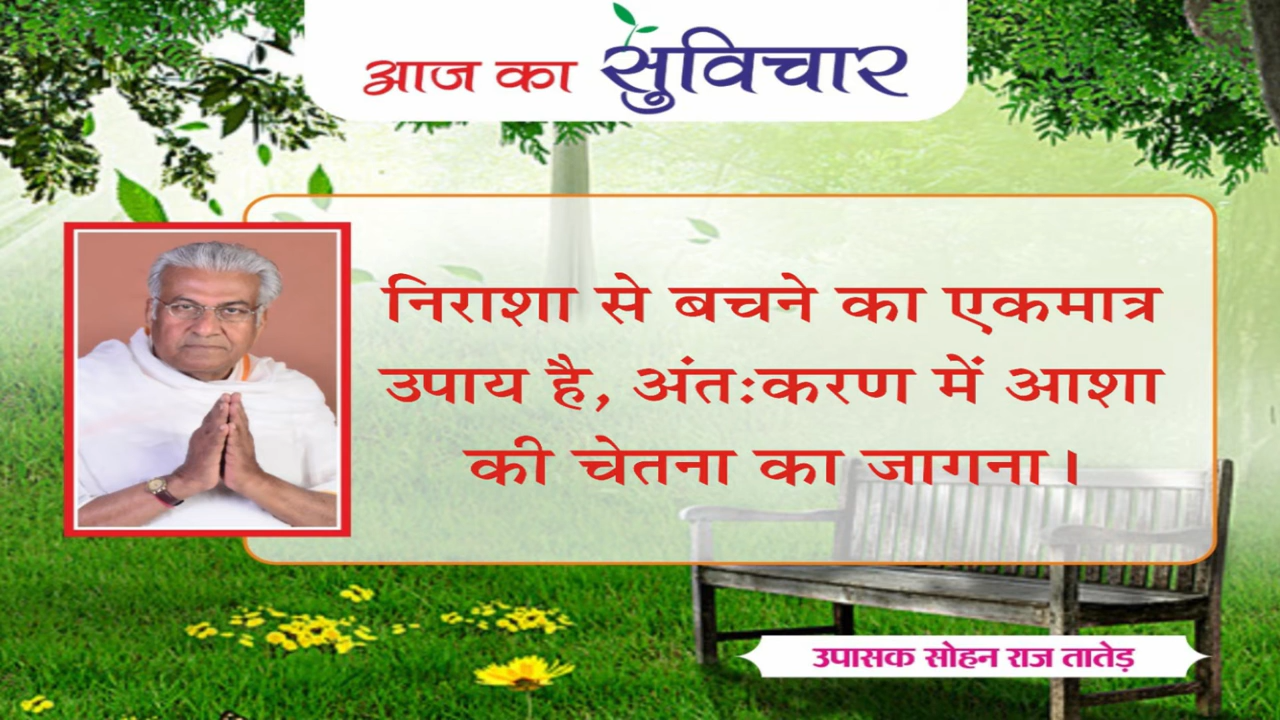 आज का सुविचार
निराशा से बचने का एकमात्र
उपाय है, अंतःकरण में आशा
की चेतना का जागना।
उपासक सोहन राज तातेड़